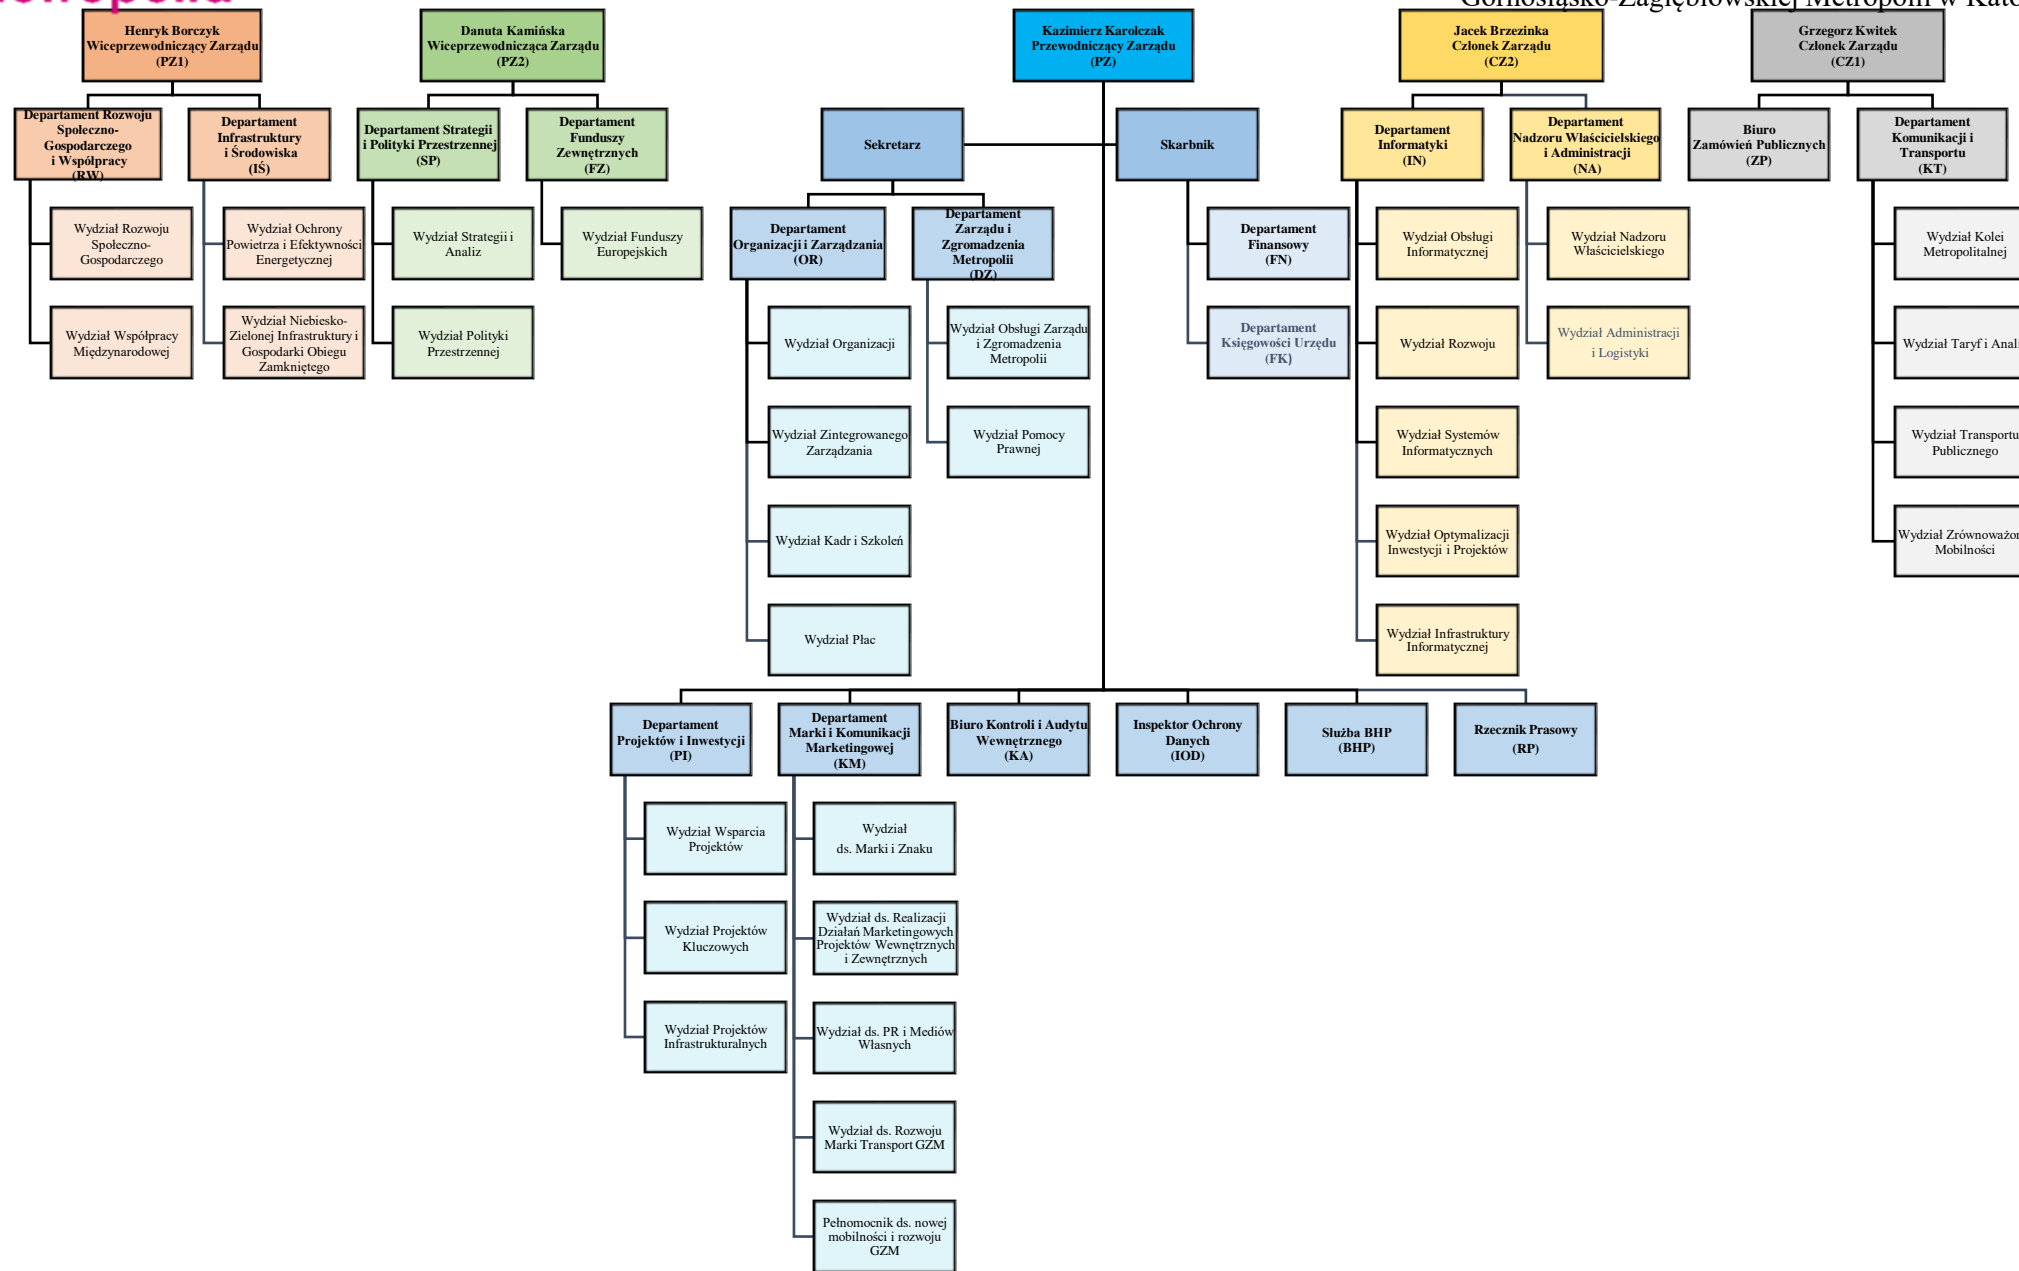 Górnośląsko-Zagłębiowskiej Metropolii w
Henryk Borczyk
Wiceprzewodniczący Zarządu
(PZ1)
Danuta Kamińska
Wiceprzewodnicząca Zarządu
(PZ2)
Kazimierz Karolczak
Przewodniczący Zarządu
(PZ)
Jacek Brzezinka
Członek Zarządu
(CZ2)
Grzegorz Kwitek
Członek Zarządu
(CZ1)
Departament Rozwoju
Społeczno-
Gospodarczego
i Współpracy
(RW)
Departament
Infrastruktury
i Środowiska
(IŚ)
Departament Strategii
i Polityki Przestrzennej
(SP)
Departament
Funduszy
Zewnętrznych
(FZ)
Sekretarz
Skarbnik
Departament
Informatyki
(IN)
Departament
Nadzoru Właścicielskiego
i Administracji
(NA)
Biuro
Zamówień Publicznych
(ZP)
Departament
Komunikacji i
Transportu
(KT)
Wydział Rozwoju
Społeczno-
Gospodarczego
Wydział Ochrony
Powietrza i Efektywności
Energetycznej
Wydział Strategii i
Analiz
Wydział Funduszy
Europejskich
Departament
Organizacji i Zarządzania
(OR)
Departament
Zarządu i
Zgromadzenia
Metropolii
(DZ)
Departament
Finansowy
(FN)
Wydział Obsługi
Informatycznej
Wydział Nadzoru
Właścicielskiego
Wydział Kolei
Metropolitalnej
Wydział Współpracy
Międzynarodowej
Wydział Niebiesko-
Zielonej Infrastruktury i
Gospodarki Obiegu
Zamkniętego
Wydział Polityki
Przestrzennej
Wydział Organizacji
Wydział Obsługi Zarządu
i Zgromadzenia
Metropolii
Departament
Księgowości Urzędu
(FK)
Wydział Rozwoju
Wydział Administracji
i Logistyki
Wydział Taryf i
Wydział Zintegrowanego
Zarządzania
Wydział Pomocy
Prawnej
Wydział Systemów
Informatycznych
Wydział Transportu
Publicznego
Wydział Kadr i Szkoleń
Wydział Optymalizacji
Inwestycji i Projektów
Wydział
Mobilności
Wydział Płac
Wydział Infrastruktury
Informatycznej
Departament
Projektów i Inwestycji
(PI)
Departament
Marki i Komunikacji
Marketingowej
(KM)
Biuro Kontroli i Audytu
Wewnętrznego
(KA)
Inspektor Ochrony
Danych
(IOD)
Służba BHP
(BHP)
Rzecznik Prasowy
(RP)
Wydział Wsparcia
Projektów
Wydział
ds. Marki i Znaku
Wydział Projektów
Kluczowych
Wydział ds. Realizacji
Działań Marketingowych
Projektów Wewnętrznych
i Zewnętrznych
Wydział Projektów
Infrastrukturalnych
Wydział ds. PR i Mediów
Własnych
Wydział ds. Rozwoju
Marki Transport GZM
Pełnomocnik ds. nowej
mobilności i rozwoju
GZM